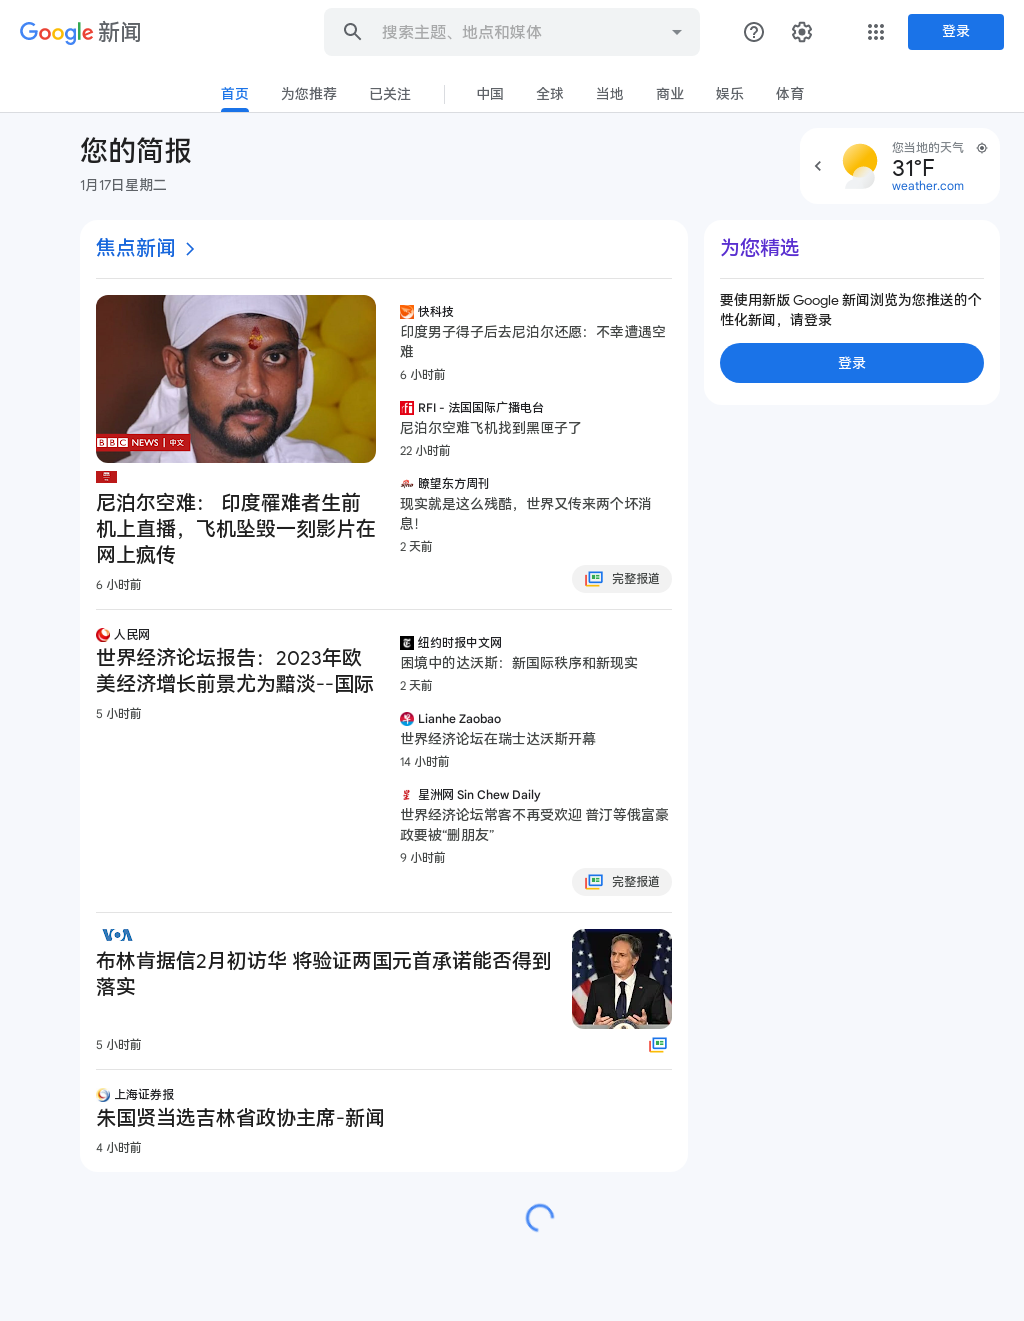 Google 新闻
搜索主题、地点和媒体
登录
首页
为您推荐
已关注
中国
全球
当地
商业
娱乐
体育
您的简报
1月17日星期二
您当地的天气
31°F
weather.com
焦点新闻
BBC NEWS | 中文
尼泊尔空难： 印度罹难者生前
机上直播，飞机坠毁一刻影片在
网上疯传
6 小时前
快科技
印度男子得子后去尼泊尔还愿：不幸遭遇空
难
6 小时前
RFI - 法国国际广播电台
尼泊尔空难飞机找到黑匣子了
22 小时前
瞭望东方周刊
现实就是这么残酷，世界又传来两个坏消
息！
2 天前
完整报道
人民网
世界经济论坛报告：2023年欧
美经济增长前景尤为黯淡--国际
5 小时前
纽约时报中文网
困境中的达沃斯：新国际秩序和新现实
2 天前
Lianhe Zaobao
世界经济论坛在瑞士达沃斯开幕
14 小时前
星洲网 Sin Chew Daily
世界经济论坛常客不再受欢迎 普汀等俄富豪
政要被“删朋友”
9 小时前
完整报道
VOA
布林肯据信2月初访华 将验证两国元首承诺能否得到
落实
5 小时前
上海证券报
朱国贤当选吉林省政协主席-新闻
4 小时前
为您精选
要使用新版 Google 新闻浏览为您推送的个
性化新闻，请登录
登录